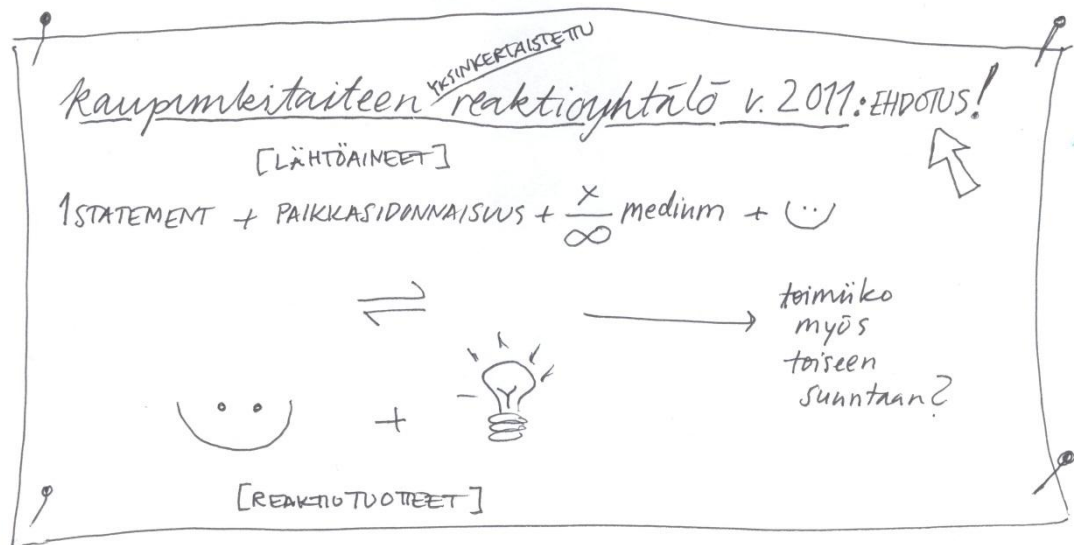 kaupunkitaiteen YKSINKERTAISTETTU reaktioyhtälö v. 2011: EHDOTUS!
[LÄHTÖAINEET]
1 STATEMENT + PAIKKASIDONNAISUUS + x/∞ medium +
+
toimiiko
myös
toiseen
suuntaan?
[REAKTIOTUOTTEET]